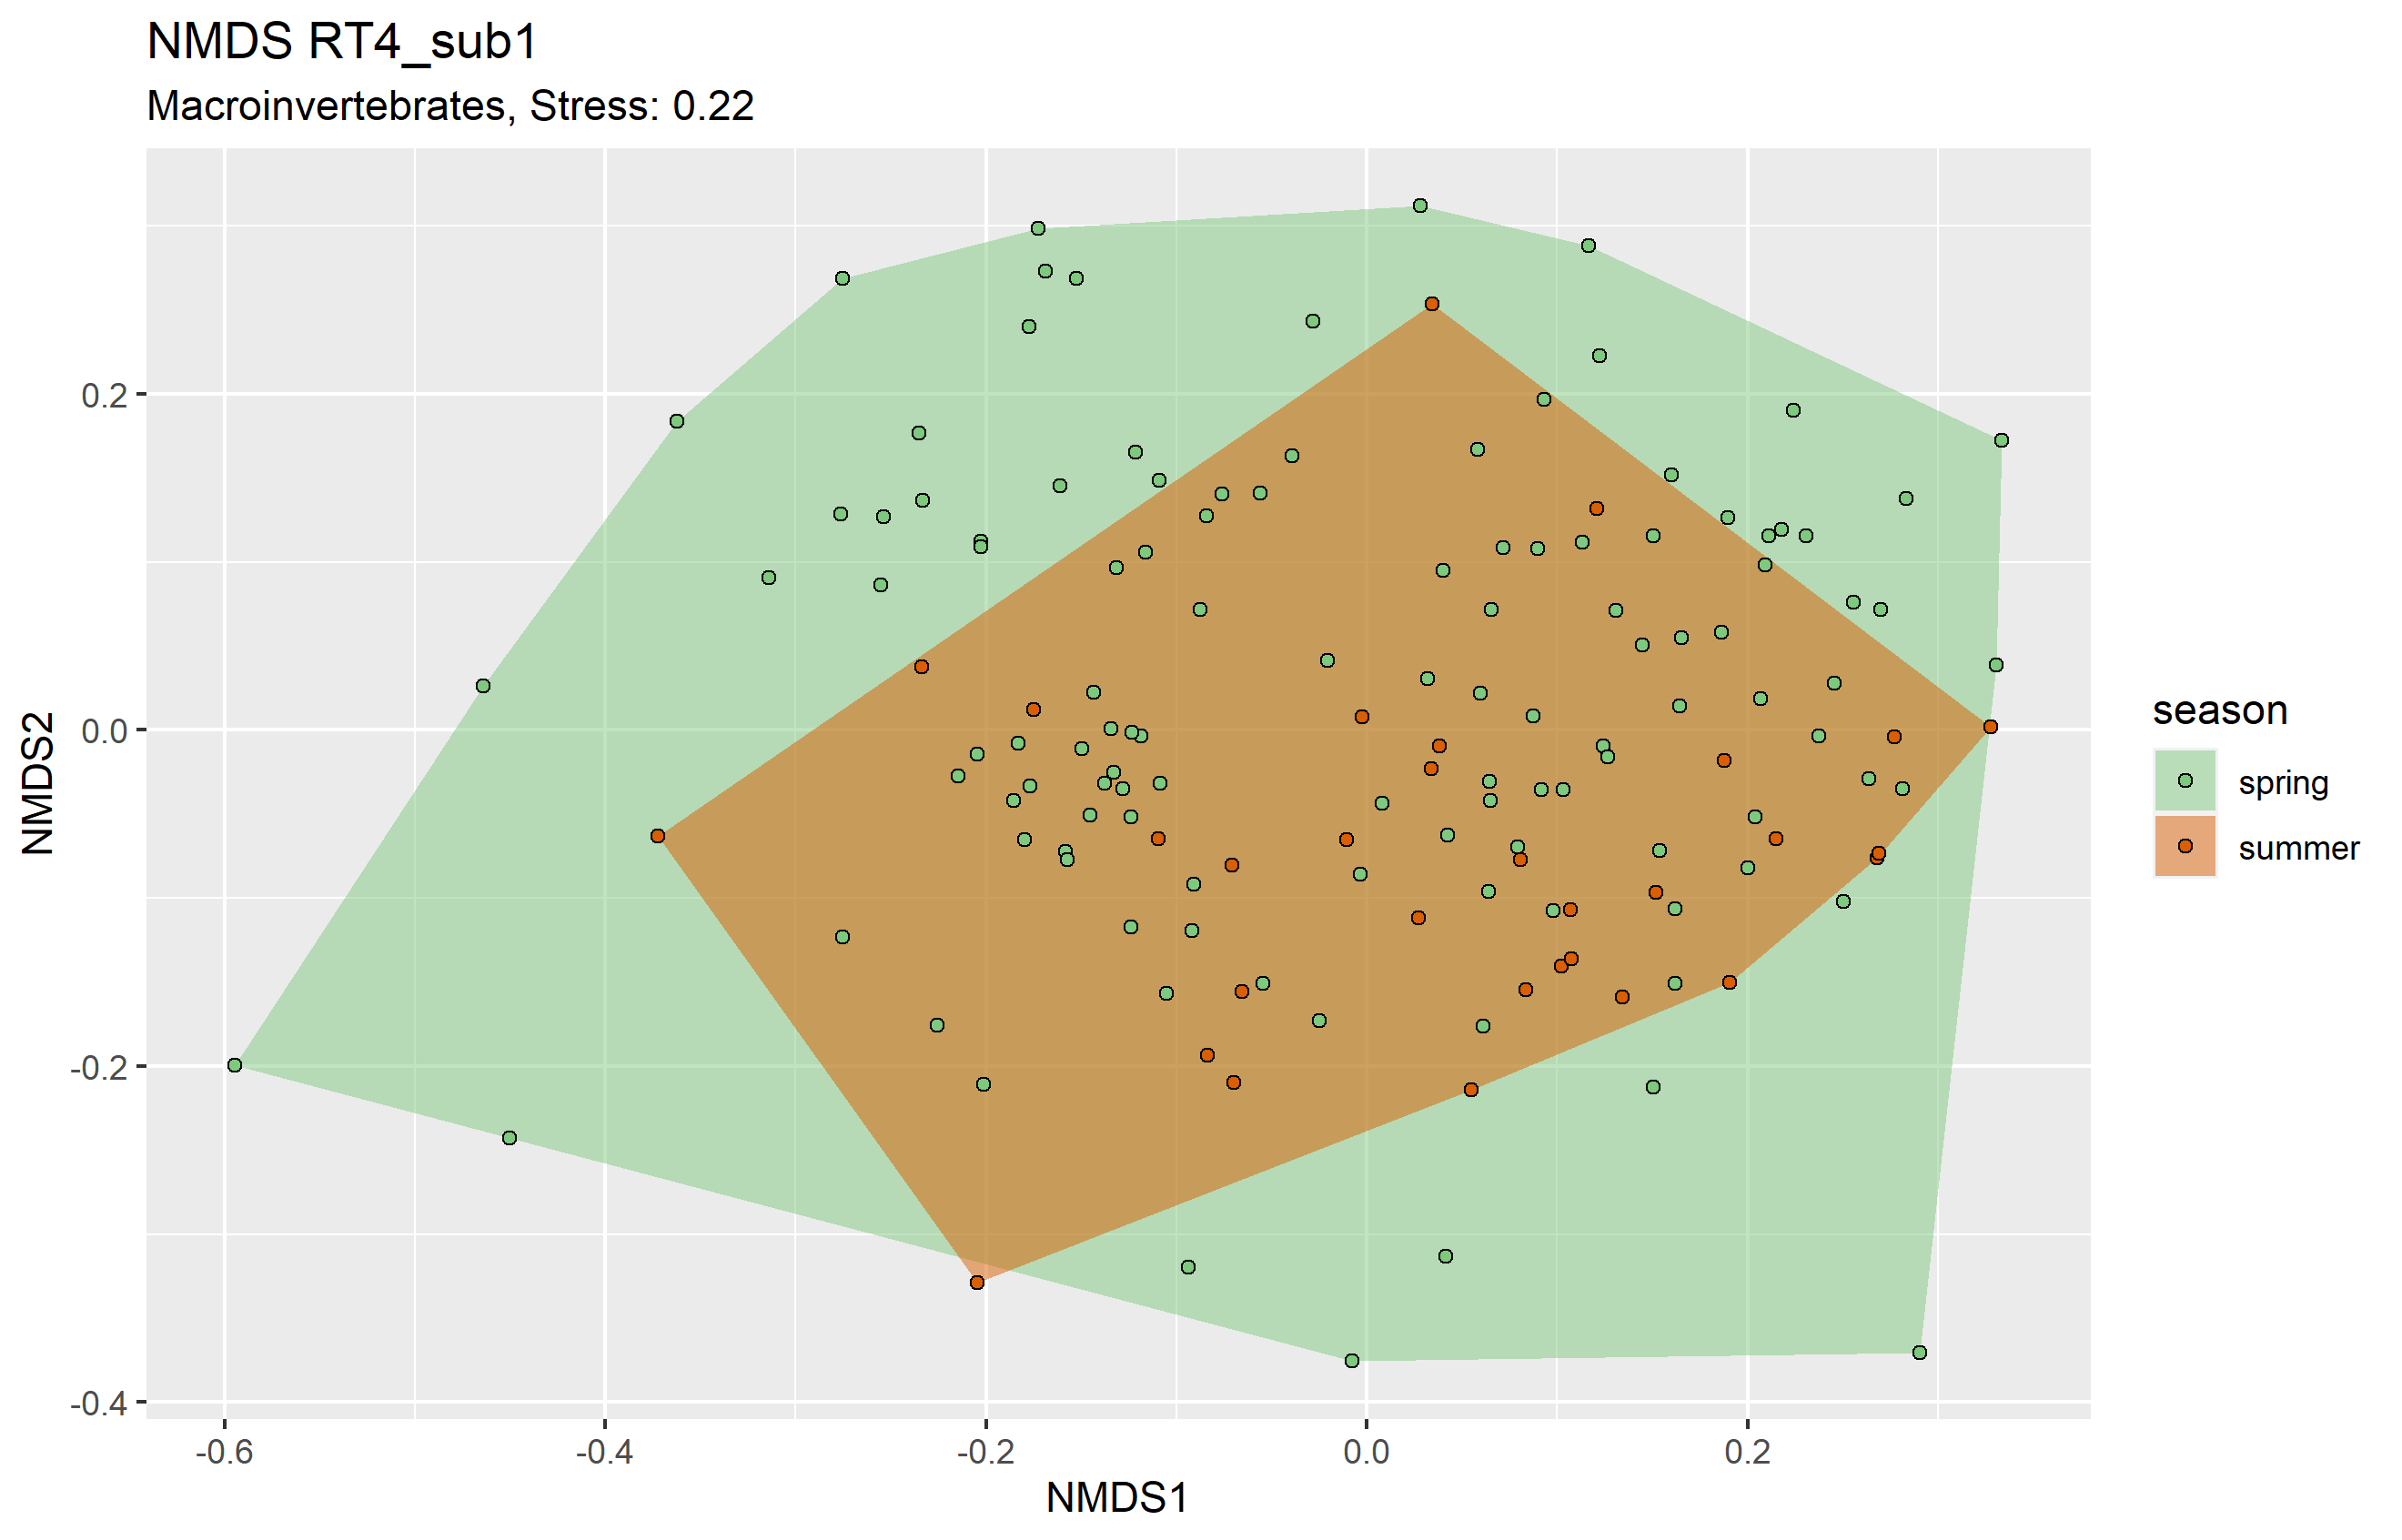 NMDS RT4_sub1
Macroinvertebrates, Stress: 0.22
NMDS2
0.2
0.0
-0.2
-0.4
-0.6
-0.4
-0.2
0.0
0.2
NMDS1
season
spring
summer